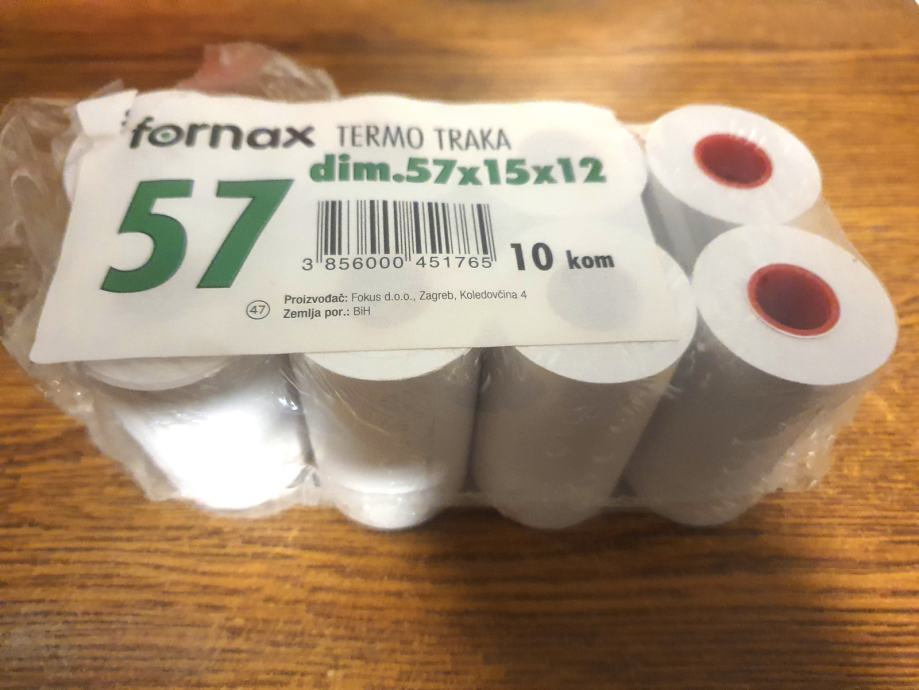 fornax TERMO TRAKA
dim.57x15x12
57
3 856000 451765
10 kom
47
Proizvođač: Fokus d.o.o., Zagreb, Koledovčina 4
Zemlja por.: BiH